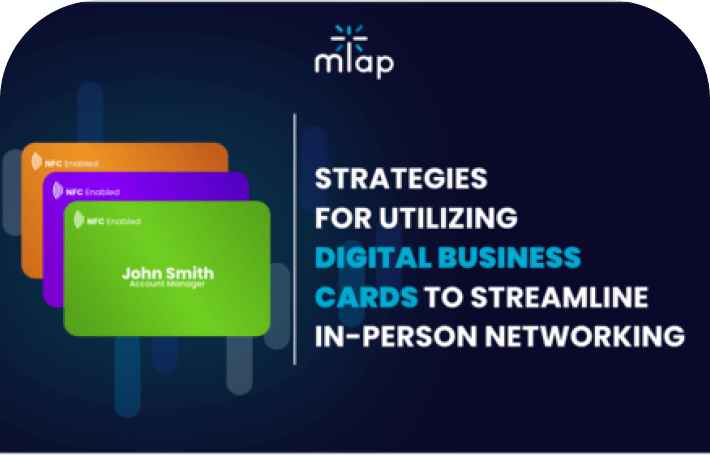 mTap
NFC Enabled
NFC Enabled
NFC Enabled
John Smith
Account Manager
STRATEGIES
FOR UTILIZING
DIGITAL BUSINESS
CARDS TO STREAMLINE
IN-PERSON NETWORKING